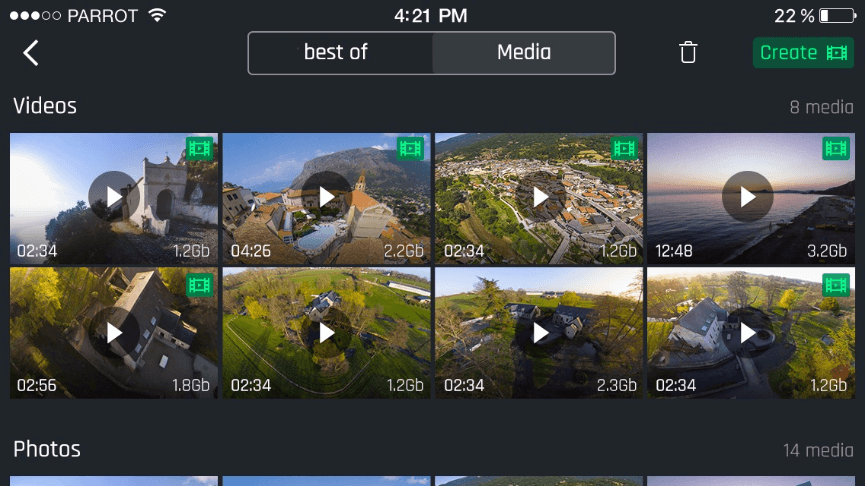 PARROT 4:21 PM 22 %
best of Media Create
Videos 8 media
02:34 1.2Gb 04:26 2.2Gb 02:34 1.2Gb 12:48 3.2Gb
02:56 1.8Gb 02:34 1.2Gb 02:34 2.3Gb 02:34 1.2Gb
Photos 14 media